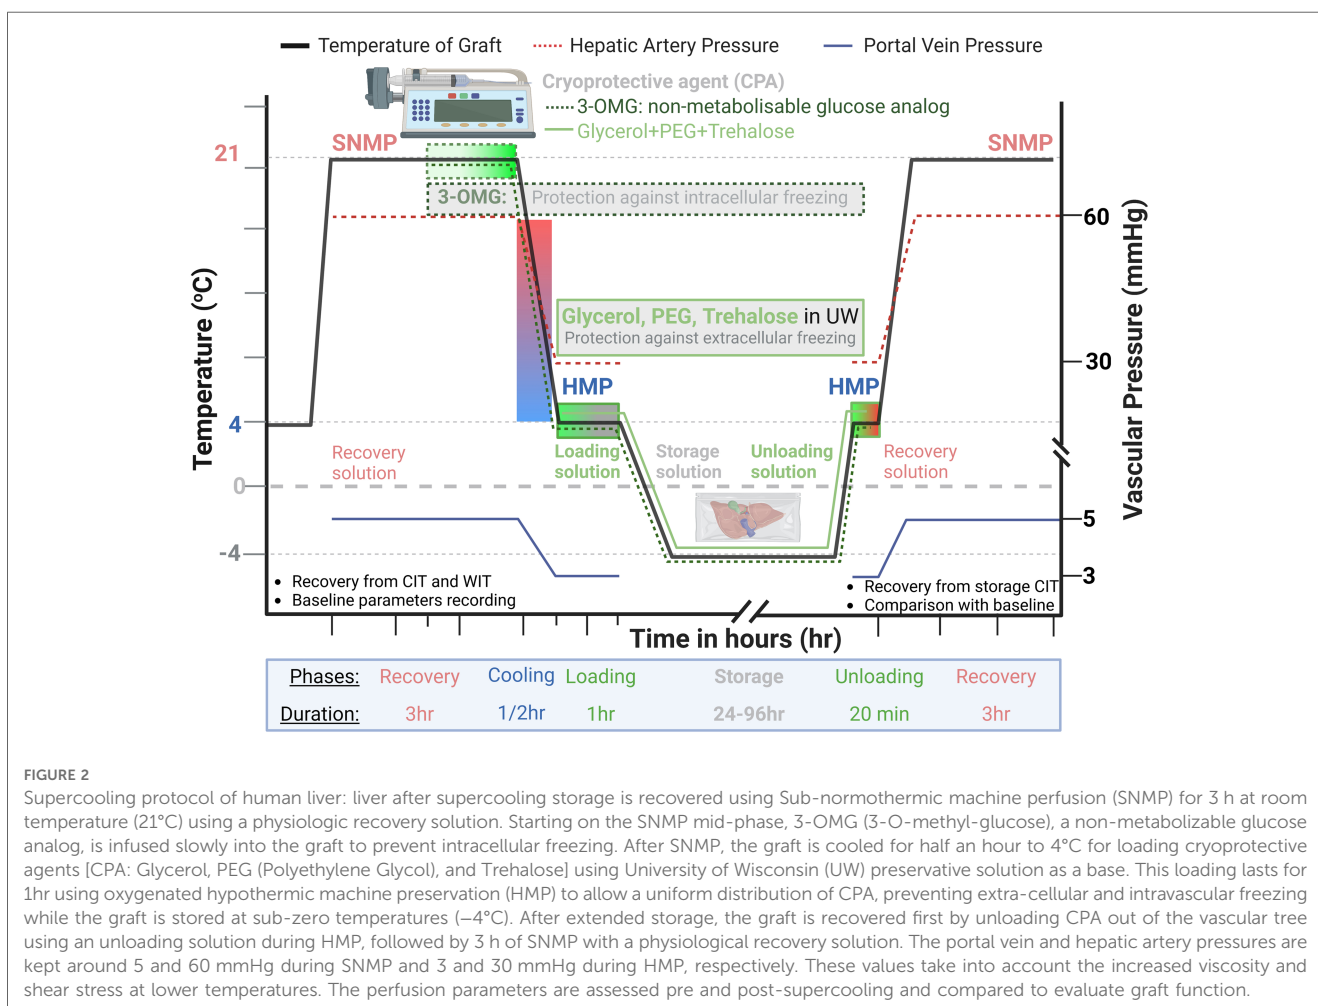 Temperature of Graft
Hepatic Artery Pressure
Portal Vein Pressure
Cryoprotective agent (CPA)
3-OMG: non-metabolisable glucose analog
Glycerol+PEG+Trehalose
21
SNMP
SNMP
3-OMG: Protection against intracellular freezing
60
Temperature (ºC)
Vascular Pressure (mmHg)
Glycerol, PEG, Trehalose in UW
Protection against extracellular freezing
30
HMP
HMP
4
Recovery
solution
Loading
solution
Storage
solution
Unloading
solution
Recovery
solution
0
5
-4
3
• Recovery from CIT and WIT
• Baseline parameters recording
• Recovery from storage CIT
• Comparison with baseline
Time in hours (hr)
Phases: Recovery Cooling Loading Storage Unloading Recovery
Duration: 3hr 1/2hr 1hr 24-96hr 20 min 3hr
FIGURE 2
Supercooling protocol of human liver: liver after supercooling storage is recovered using Sub-normothermic machine perfusion (SNMP) for 3 h at room
temperature (21°C) using a physiologic recovery solution. Starting on the SNMP mid-phase, 3-OMG (3-O-methyl-glucose), a non-metabolizable glucose
analog, is infused slowly into the graft to prevent intracellular freezing. After SNMP, the graft is cooled for half an hour to 4°C for loading cryoprotective
agents [CPA: Glycerol, PEG (Polyethylene Glycol), and Trehalose] using University of Wisconsin (UW) preservative solution as a base. This loading lasts for
1hr using oxygenated hypothermic machine preservation (HMP) to allow a uniform distribution of CPA, preventing extra-cellular and intravascular freezing
while the graft is stored at sub-zero temperatures (−4°C). After extended storage, the graft is recovered first by unloading CPA out of the vascular tree
using an unloading solution during HMP, followed by 3 h of SNMP with a physiological recovery solution. The portal vein and hepatic artery pressures are
kept around 5 and 60 mmHg during SNMP and 3 and 30 mmHg during HMP, respectively. These values take into account the increased viscosity and
shear stress at lower temperatures. The perfusion parameters are assessed pre and post-supercooling and compared to evaluate graft function.